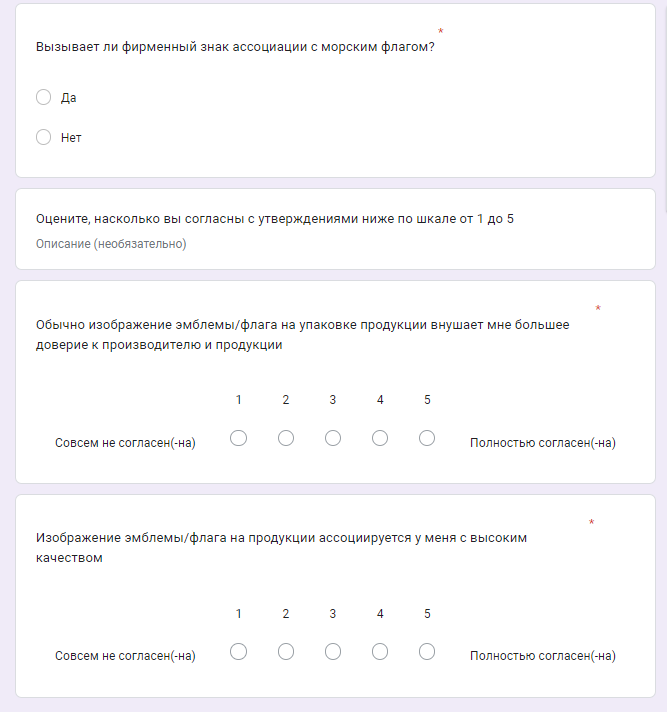 Вызывает ли фирменный знак ассоциации с морским флагом? *
Да
Нет
Оцените, насколько вы согласны с утверждениями ниже по шкале от 1 до 5
Описание (необязательно)
Обычно изображение эмблемы/флага на упаковке продукции внушает мне большее *
доверие к производителю и продукции
1 2 3 4 5
Совсем не согласен(-на) Полностью согласен(-на)
Изображение эмблемы/флага на продукции ассоциируется у меня с высоким *
качеством
1 2 3 4 5
Совсем не согласен(-на) Полностью согласен(-на)